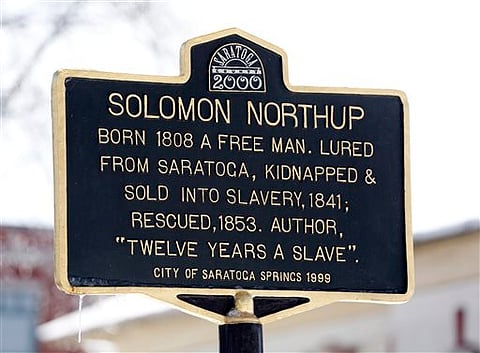 SARATOGA
COUNTY
2000
SOLOMON NORTHUP
BORN 1808 A FREE MAN. LURED
FROM SARATOGA, KIDNAPPED &
SOLD INTO SLAVERY, 1841;
RESCUED, 1853. AUTHOR,
“TWELVE YEARS A SLAVE”.
CITY OF SARATOGA SPRINGS 1999